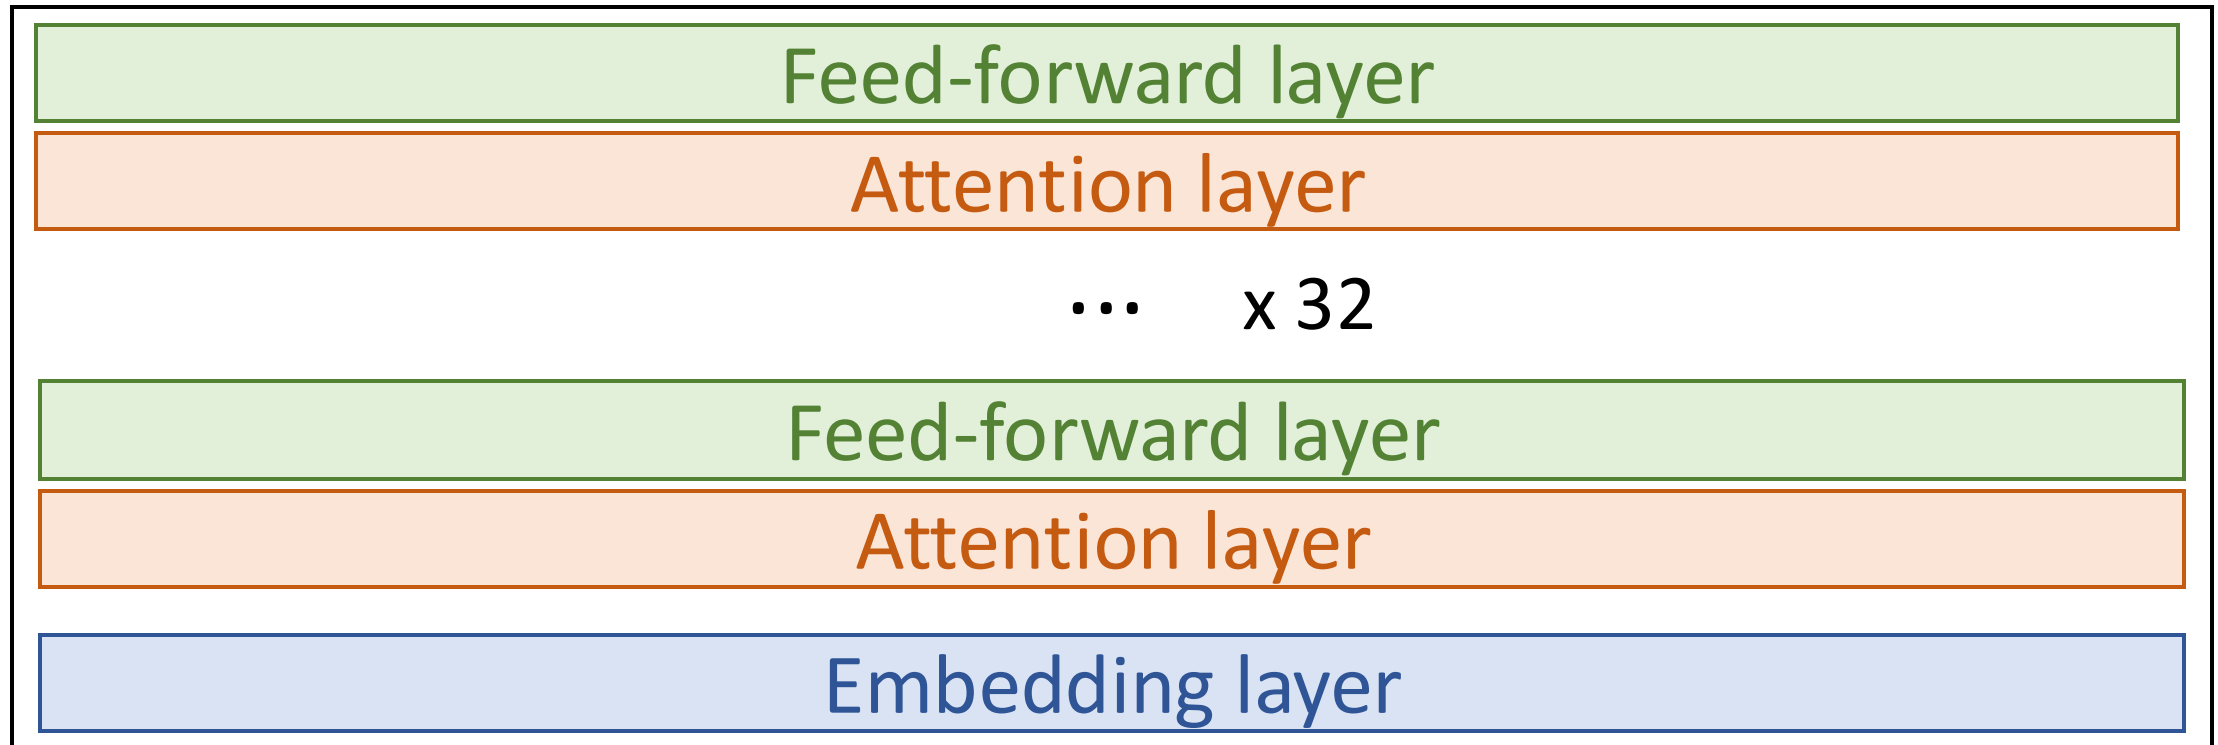 Feed-forward layer
Attention layer
... x 32
Feed-forward layer
Attention layer
Embedding layer